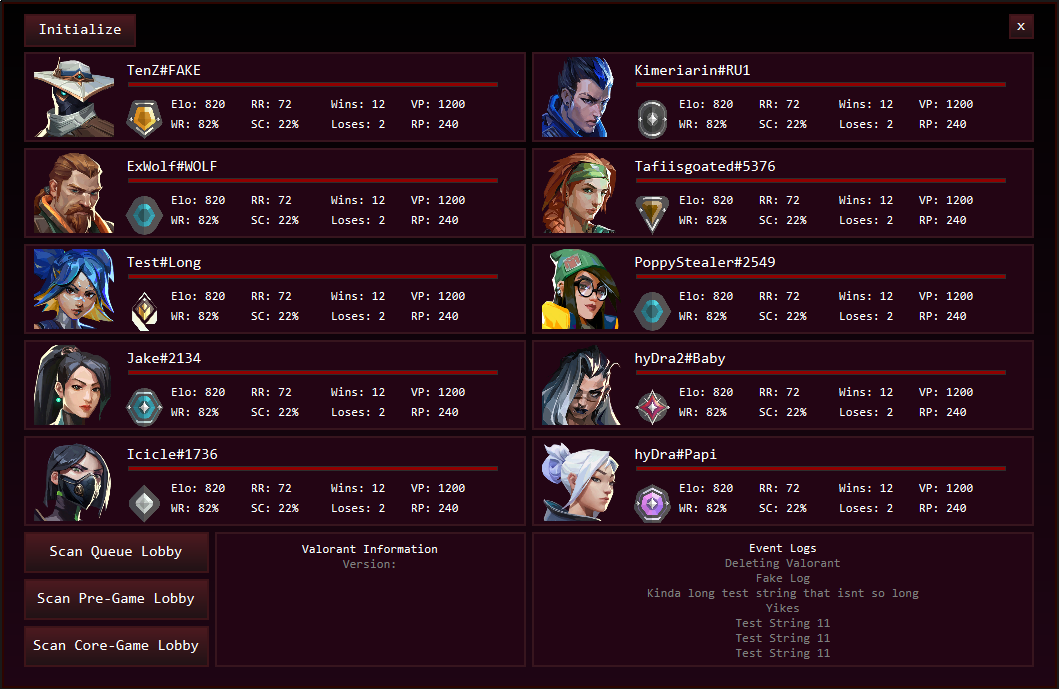 Initialize
x
TenZ#FAKE
Elo: 820 RR: 72 Wins: 12 VP: 1200
WR: 82% SC: 22% Loses: 2 RP: 240
Kimeriarin#RU1
Elo: 820 RR: 72 Wins: 12 VP: 1200
WR: 82% SC: 22% Loses: 2 RP: 240
ExWolf#WOLF
Elo: 820 RR: 72 Wins: 12 VP: 1200
WR: 82% SC: 22% Loses: 2 RP: 240
Tafiisgoated#5376
Elo: 820 RR: 72 Wins: 12 VP: 1200
WR: 82% SC: 22% Loses: 2 RP: 240
Test#Long
Elo: 820 RR: 72 Wins: 12 VP: 1200
WR: 82% SC: 22% Loses: 2 RP: 240
PoppyStealer#2549
Elo: 820 RR: 72 Wins: 12 VP: 1200
WR: 82% SC: 22% Loses: 2 RP: 240
Jake#2134
Elo: 820 RR: 72 Wins: 12 VP: 1200
WR: 82% SC: 22% Loses: 2 RP: 240
hyDra2#Baby
Elo: 820 RR: 72 Wins: 12 VP: 1200
WR: 82% SC: 22% Loses: 2 RP: 240
Icicle#1736
Elo: 820 RR: 72 Wins: 12 VP: 1200
WR: 82% SC: 22% Loses: 2 RP: 240
hyDra#Papi
Elo: 820 RR: 72 Wins: 12 VP: 1200
WR: 82% SC: 22% Loses: 2 RP: 240
Scan Queue Lobby
Scan Pre-Game Lobby
Scan Core-Game Lobby
Valorant Information
Version:
Event Logs
Deleting Valorant
Fake Log
Kinda long test string that isnt so long
Yikes
Test String 11
Test String 11
Test String 11